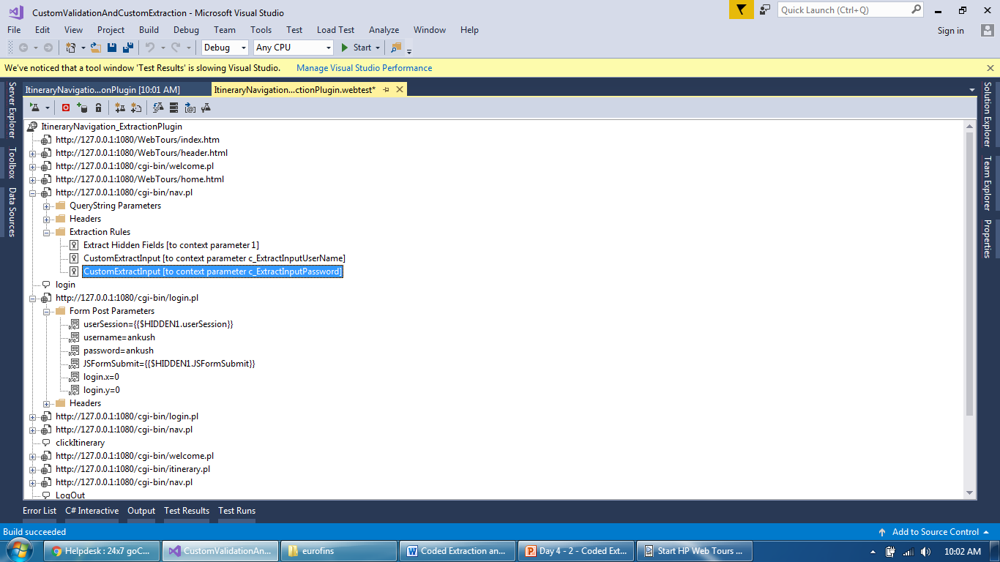 CustomValidationAndCustomExtraction - Microsoft Visual Studio
Quick Launch (Ctrl+Q)
File Edit View Project Build Debug Team Tools Test Load Test Analyze Window Help
Sign in
Debug Any CPU Start
We've noticed that a tool window 'Test Results' is slowing Visual Studio. Manage Visual Studio Performance
Server Explorer
Toolbox
Data Sources
ItineraryNavigatio...onPlugin [10:01 AM]
ItineraryNavigation...ctionPlugin.webtest*
ItineraryNavigation_ExtractionPlugin
http://127.0.0.1:1080/WebTours/index.htm
http://127.0.0.1:1080/WebTours/header.html
http://127.0.0.1:1080/cgi-bin/welcome.pl
http://127.0.0.1:1080/WebTours/home.html
http://127.0.0.1:1080/cgi-bin/nav.pl
QueryString Parameters
Headers
Extraction Rules
Extract Hidden Fields [to context parameter 1]
CustomExtractInput [to context parameter c_ExtractInputUserName]
CustomExtractInput [to context parameter c_ExtractInputPassword]
login
http://127.0.0.1:1080/cgi-bin/login.pl
Form Post Parameters
userSession={{$HIDDEN1.userSession}}
username=ankush
password=ankush
JSFormSubmit={{$HIDDEN1.JSFormSubmit}}
login.x=0
login.y=0
Headers
http://127.0.0.1:1080/cgi-bin/login.pl
http://127.0.0.1:1080/cgi-bin/nav.pl
clickItinerary
http://127.0.0.1:1080/cgi-bin/welcome.pl
http://127.0.0.1:1080/cgi-bin/itinerary.pl
http://127.0.0.1:1080/cgi-bin/nav.pl
LogOut
Solution Explorer
Team Explorer
Properties
Error List C# Interactive Output Test Results Test Runs
Build succeeded
Add to Source Control
Helpdesk : 24x7 goC...
CustomValidationAn...
eurofins
Coded Extraction an...
Day 4 - 2 - Coded Ext...
Start HP Web Tours ...
10:02 AM